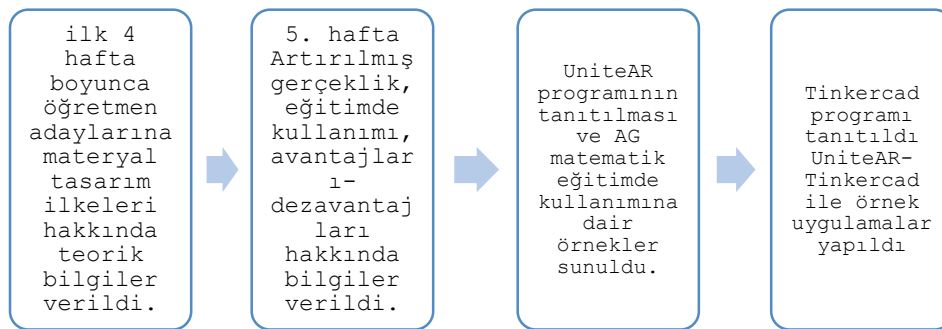 ilk 4
hafta
boyunca
öğretmen
adaylarına
materyal
tasarım
ilkeleri
hakkında
teorik
bilgiler
verildi.
5. hafta
Artırılmış
gerçeklik,
eğitimde
kullanımı,
avantajlar
ı-
dezavantaj
ları
hakkında
bilgiler
verildi.
UniteAR
programının
tanıtılması
ve AG
matematik
eğitimde
kullanımına
dair
örnekler
sunuldu.
Tinkercad
programı
tanıtıldı
UniteAR-
Tinkercad
ile örnek
uygulamalar
yapıldı